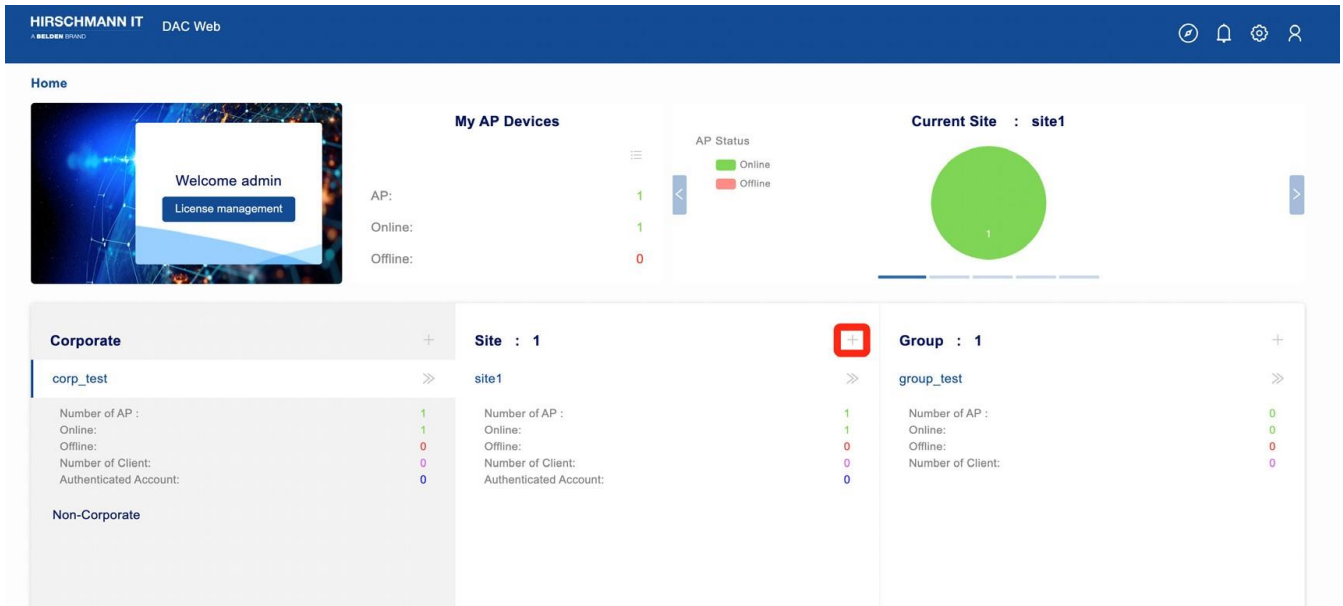 HIRSCHMANN IT
A BELDEN BRAND
DAC Web
Home
Welcome admin
License management
My AP Devices
AP: 1
Online: 1
Offline: 0
Current Site : site1
AP Status
Online
Offline
1
Corporate
corp_test
Number of AP : 1
Online: 1
Offline: 0
Number of Client: 0
Authenticated Account: 0
Non-Corporate
Site : 1
site1
Number of AP : 1
Online: 1
Offline: 0
Number of Client: 0
Authenticated Account: 0
Group : 1
group_test
Number of AP : 0
Online: 0
Offline: 0
Number of Client: 0